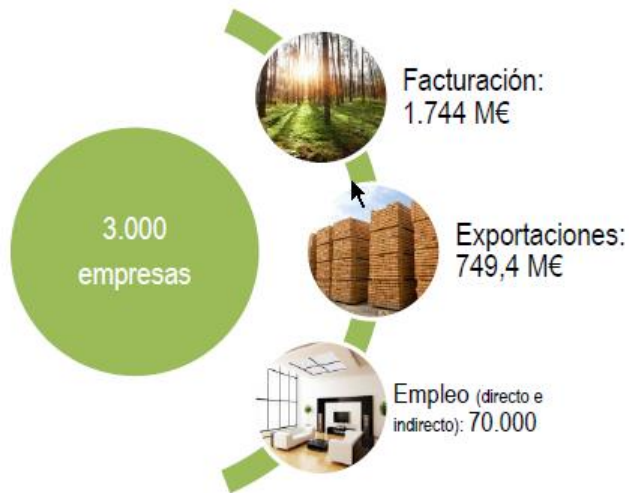 3.000
empresas
Facturación:
1.744 M€
Exportaciones:
749,4 M€
Empleo (directo e
indirecto): 70.000